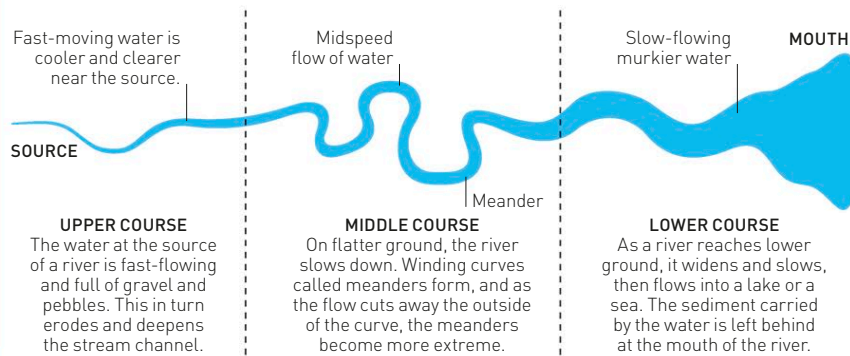 Fast-moving water is
cooler and clearer
near the source.
SOURCE
Midspeed
flow of water
Meander
Slow-flowing
murkier water
MOUTH
UPPER COURSE
The water at the source
of a river is fast-flowing
and full of gravel and
pebbles. This in turn
erodes and deepens
the stream channel.
MIDDLE COURSE
On flatter ground, the river
slows down. Winding curves
called meanders form, and as
the flow cuts away the outside
of the curve, the meanders
become more extreme.
LOWER COURSE
As a river reaches lower
ground, it widens and slows,
then flows into a lake or a
sea. The sediment carried
by the water is left behind
at the mouth of the river.